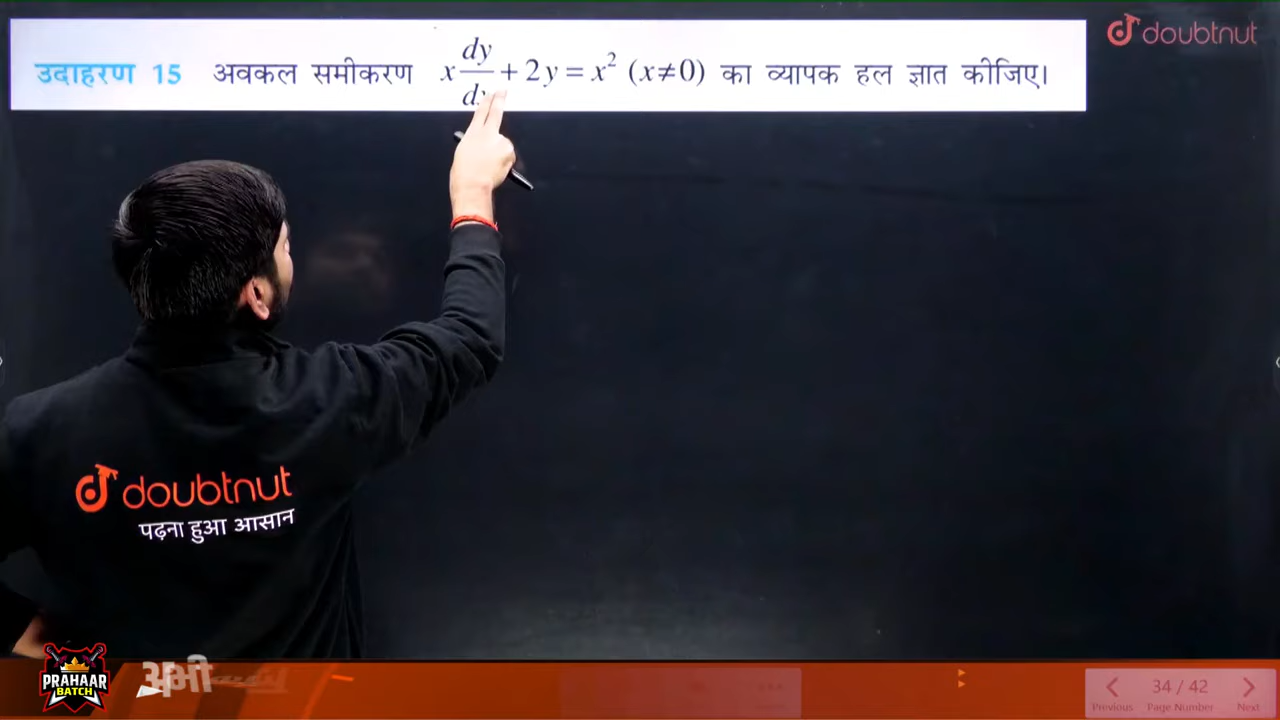 उदाहरण 15 अवकल समीकरण x dy/dx + 2y = x² (x≠0) का व्यापक हल ज्ञात कीजिए।
doubtnut
doubtnut
पढ़ना हुआ आसान
PRAHAAR
BATCH
अभी
34 / 42
Previous Page Number Next